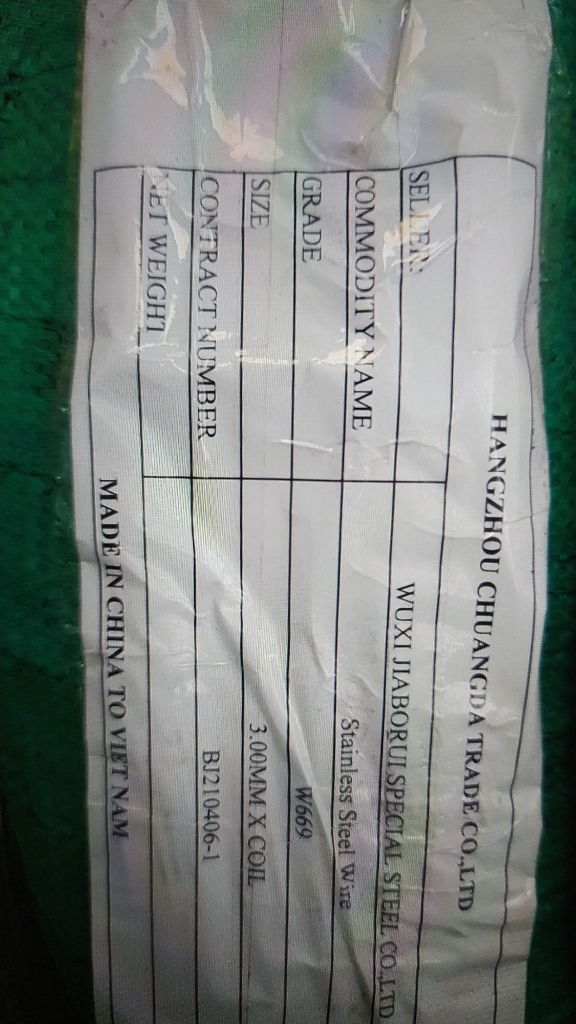 HANGZHOU CHUANGDA TRADE CO.,LTD
SELLER: WUXI JIABORUI SPECIAL STEEL CO.,LTD
COMMODITY NAME Stainless Steel Wire
GRADE W669
SIZE 3.00MM X COIL
CONTRACT NUMBER BJ210406-1
NET WEIGHT
MADE IN CHINA TO VIET NAM